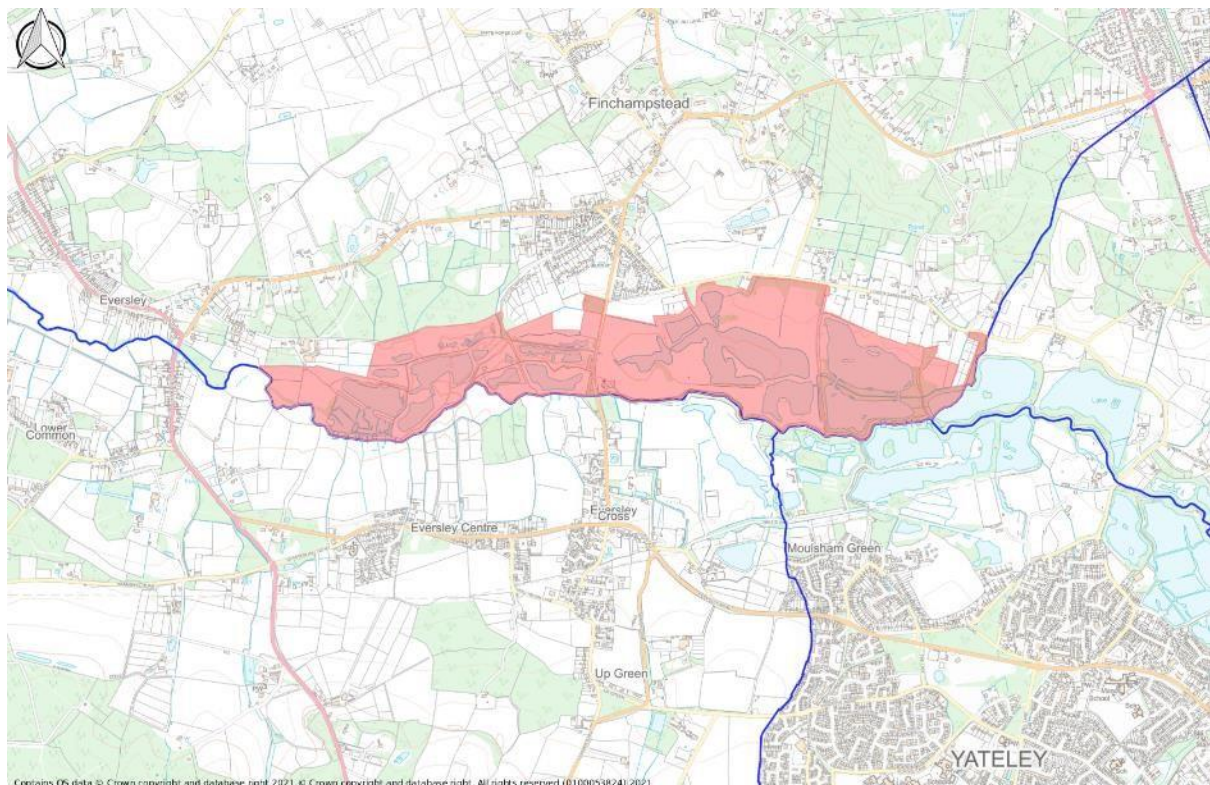 Finchampstead
Eversley
Lower
Common
Eversley
Cross
Eversley Centre
Moulsham Green
Up Green
School
YATELEY
Contains OS data © Crown copyright and database right 2021 © Crown copyright and database right. All rights reserved (0100053824) 2021